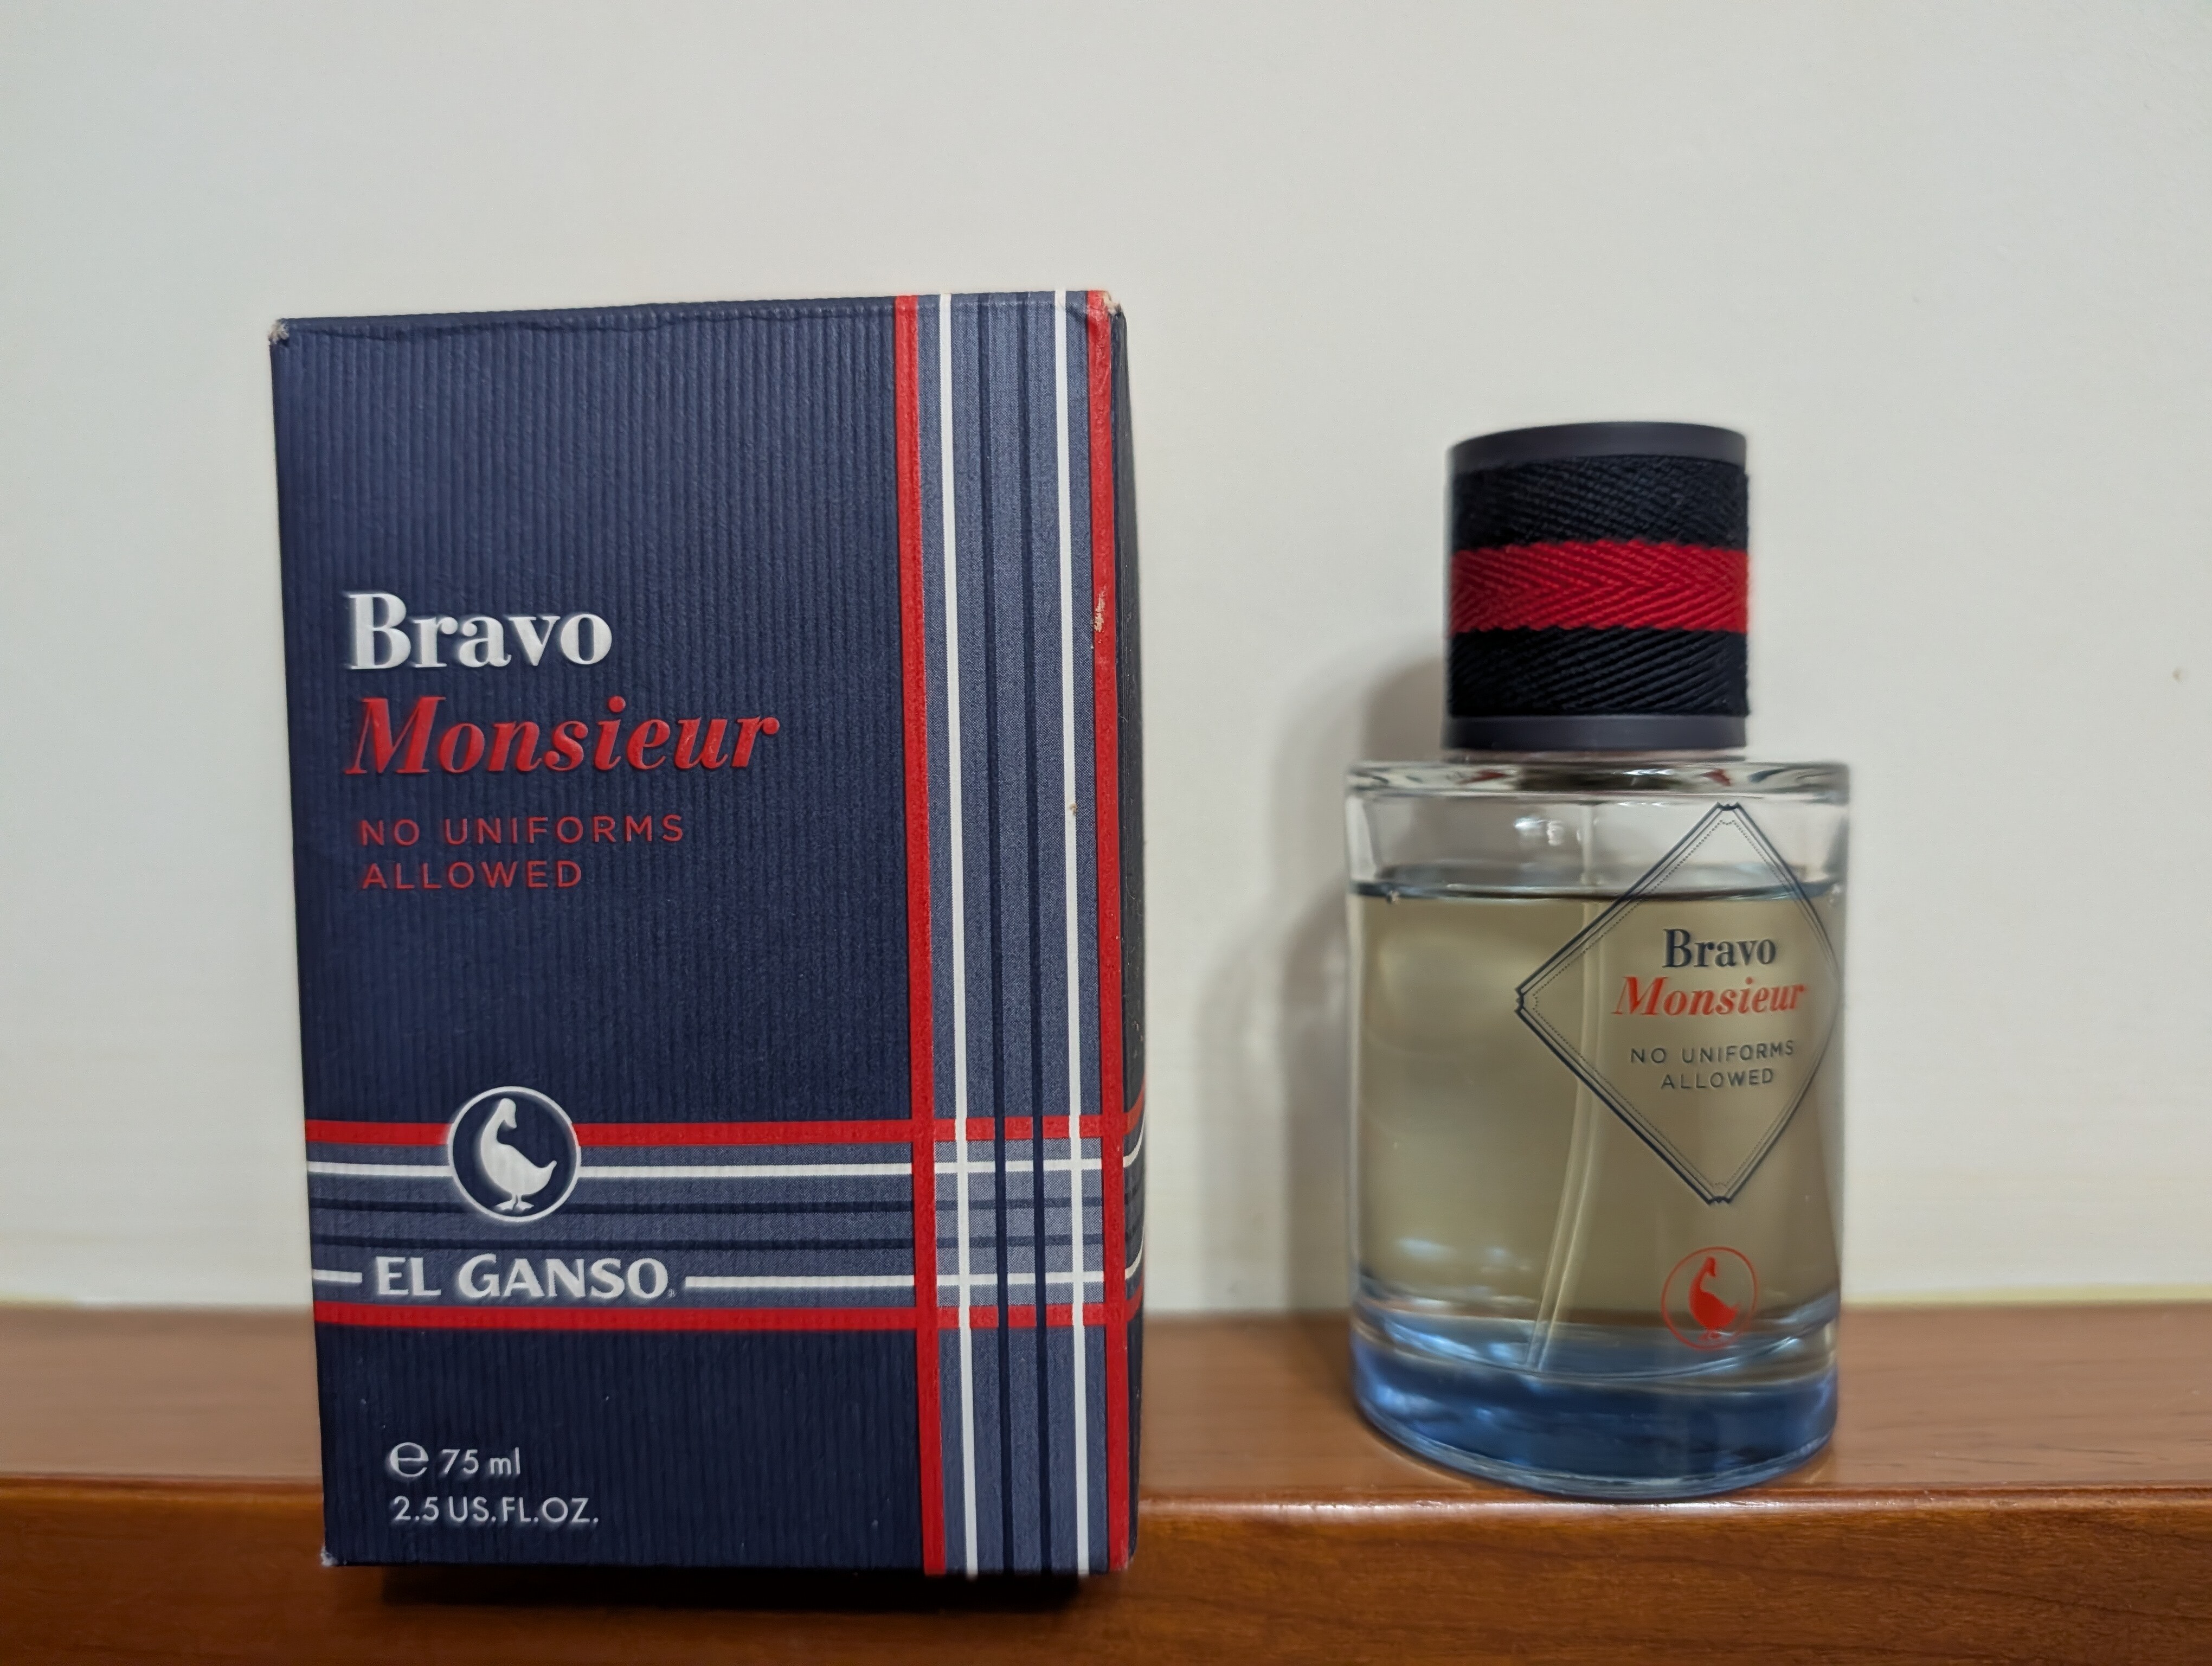 Bravo
Monsieur
NO UNIFORMS
ALLOWED
EL GANSO
℮ 75 ml
2.5 US.FL.OZ.
Bravo
Monsieur
NO UNIFORMS
ALLOWED